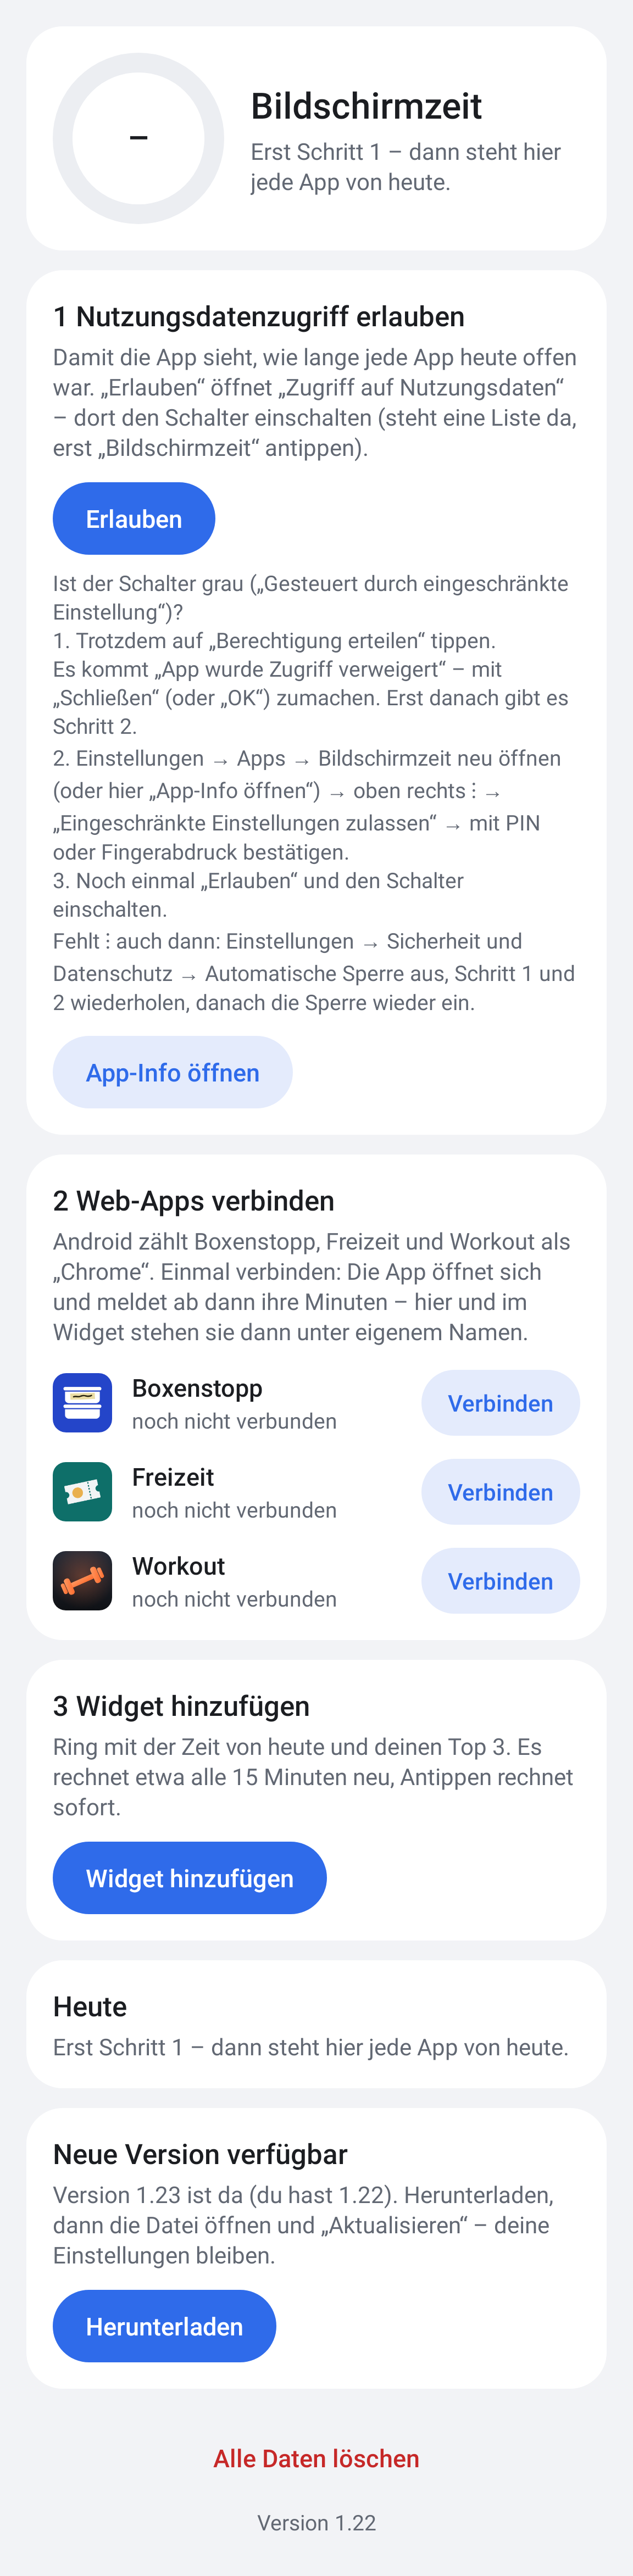 –
Bildschirmzeit
Erst Schritt 1 – dann steht hier
jede App von heute.
1 Nutzungsdatenzugriff erlauben
Damit die App sieht, wie lange jede App heute offen
war. „Erlauben“ öffnet „Zugriff auf Nutzungsdaten“
– dort den Schalter einschalten (steht eine Liste da,
erst „Bildschirmzeit“ antippen).
Erlauben
Ist der Schalter grau („Gesteuert durch eingeschränkte
Einstellung“)?
1. Trotzdem auf „Berechtigung erteilen“ tippen.
Es kommt „App wurde Zugriff verweigert“ – mit
„Schließen“ (oder „OK“) zumachen. Erst danach gibt es
Schritt 2.
2. Einstellungen → Apps → Bildschirmzeit neu öffnen
(oder hier „App-Info öffnen“) → oben rechts ⋮ →
„Eingeschränkte Einstellungen zulassen“ → mit PIN
oder Fingerabdruck bestätigen.
3. Noch einmal „Erlauben“ und den Schalter
einschalten.
Fehlt ⋮ auch dann: Einstellungen → Sicherheit und
Datenschutz → Automatische Sperre aus, Schritt 1 und
2 wiederholen, danach die Sperre wieder ein.
App-Info öffnen
2 Web-Apps verbinden
Android zählt Boxenstopp, Freizeit und Workout als
„Chrome“. Einmal verbinden: Die App öffnet sich
und meldet ab dann ihre Minuten – hier und im
Widget stehen sie dann unter eigenem Namen.
Boxenstopp
noch nicht verbunden
Verbinden
Freizeit
noch nicht verbunden
Verbinden
Workout
noch nicht verbunden
Verbinden
3 Widget hinzufügen
Ring mit der Zeit von heute und deinen Top 3. Es
rechnet etwa alle 15 Minuten neu, Antippen rechnet
sofort.
Widget hinzufügen
Heute
Erst Schritt 1 – dann steht hier jede App von heute.
Neue Version verfügbar
Version 1.23 ist da (du hast 1.22). Herunterladen,
dann die Datei öffnen und „Aktualisieren“ – deine
Einstellungen bleiben.
Herunterladen
Alle Daten löschen
Version 1.22